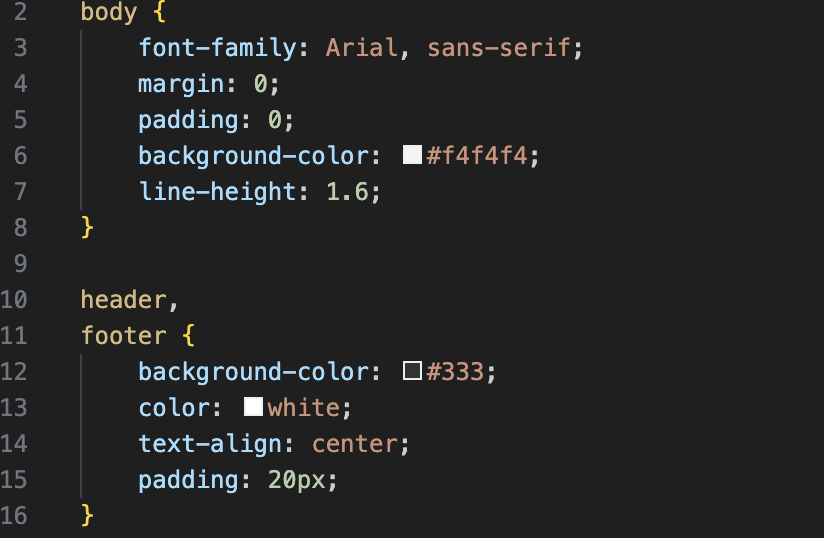 2 body {
3     font-family: Arial, sans-serif;
4     margin: 0;
5     padding: 0;
6     background-color: #f4f4f4;
7     line-height: 1.6;
8 }
9
10 header,
11 footer {
12     background-color: #333;
13     color: white;
14     text-align: center;
15     padding: 20px;
16 }